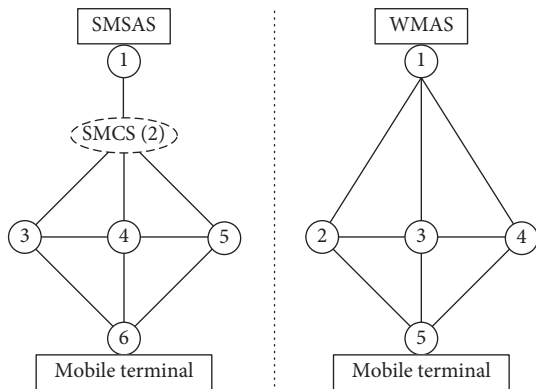 SMSAS
1
SMCS (2)
3 4 5
6
Mobile terminal
WMAS
1
2 3 4
5
Mobile terminal